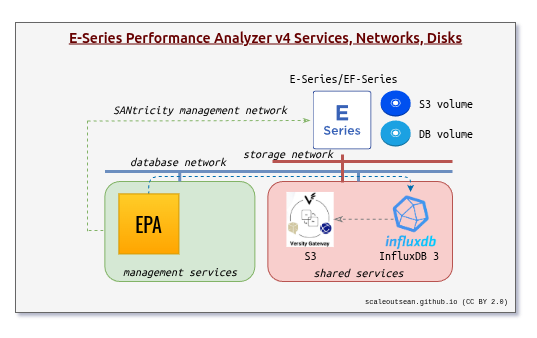 E-Series Performance Analyzer v4 Services, Networks, Disks
E-Series/EF-Series
SANtricity management network
E
Series
S3 volume
DB volume
storage network
database network
EPA
Versity Gateway
influxdb
S3
InfluxDB 3
management services
shared services
scaleoutsean.github.io (CC BY 2.0)